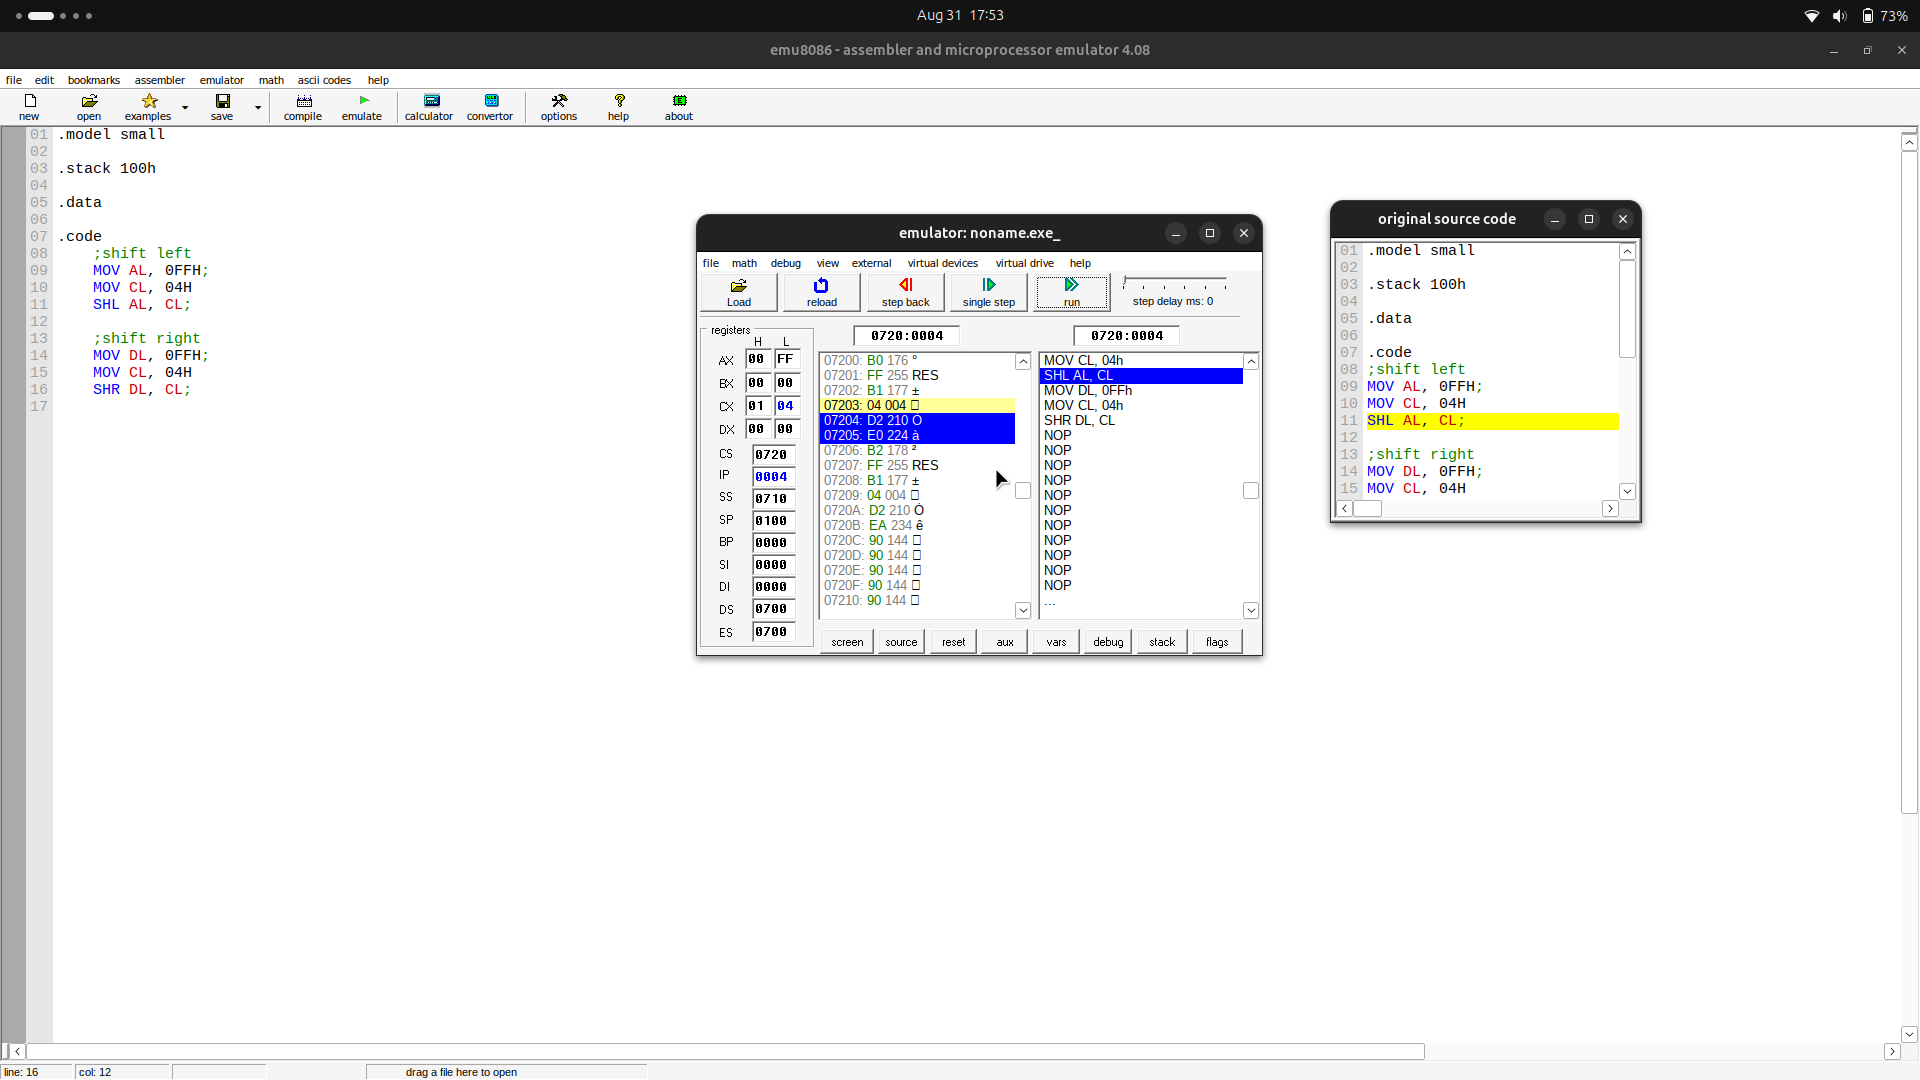 Aug 31 17:53
73%
emu8086 - assembler and microprocessor emulator 4.08
file edit bookmarks assembler emulator math ascii codes help
new open examples save compile emulate calculator convertor options help about
01 .model small
02
03 .stack 100h
04
05 .data
06
07 .code
08 ;shift left
09 MOV AL, 0FFH;
10 MOV CL, 04H
11 SHL AL, CL;
12
13 ;shift right
14 MOV DL, 0FFH;
15 MOV CL, 04H
16 SHR DL, CL;
17
emulator: noname.exe_
file math debug view external virtual devices virtual drive help
Load reload step back single step run step delay ms: 0
registers
H L
AX 00 FF
BX 00 00
CX 01 04
DX 00 00
CS 0720
IP 0004
SS 0710
SP 0100
BP 0000
SI 0000
DI 0000
DS 0700
ES 0700
0720:0004
07200: B0 176 °
07201: FF 255 RES
07202: B1 177 ±
07203: 04 004 □
07204: D2 210 Ò
07205: E0 224 à
07206: B2 178 ²
07207: FF 255 RES
07208: B1 177 ±
07209: 04 004 □
0720A: D2 210 Ò
0720B: EA 234 ê
0720C: 90 144 □
0720D: 90 144 □
0720E: 90 144 □
0720F: 90 144 □
07210: 90 144 □
0720:0004
MOV CL, 04h
SHL AL, CL
MOV DL, 0FFh
MOV CL, 04h
SHR DL, CL
NOP
NOP
NOP
NOP
NOP
NOP
NOP
NOP
NOP
NOP
NOP
...
screen source reset aux vars debug stack flags
original source code
01 .model small
02
03 .stack 100h
04
05 .data
06
07 .code
08 ;shift left
09 MOV AL, 0FFH;
10 MOV CL, 04H
11 SHL AL, CL;
12
13 ;shift right
14 MOV DL, 0FFH;
15 MOV CL, 04H
line: 16 col: 12 drag a file here to open